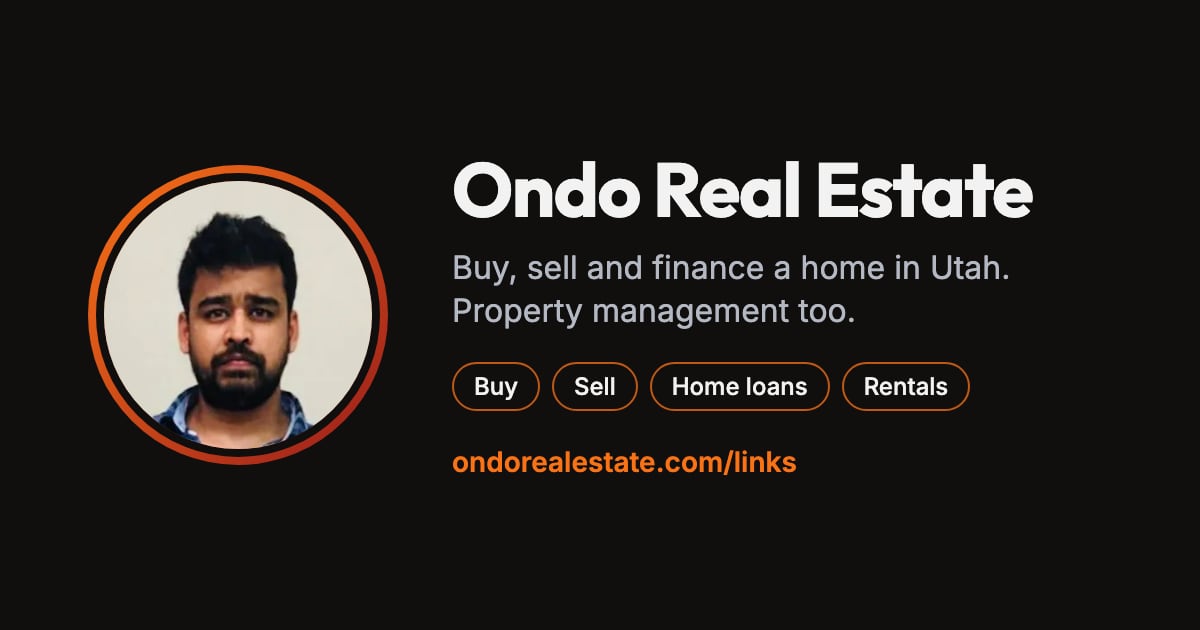 Ondo Real Estate
Buy, sell and finance a home in Utah.
Property management too.
Buy
Sell
Home loans
Rentals
ondorealestate.com/links